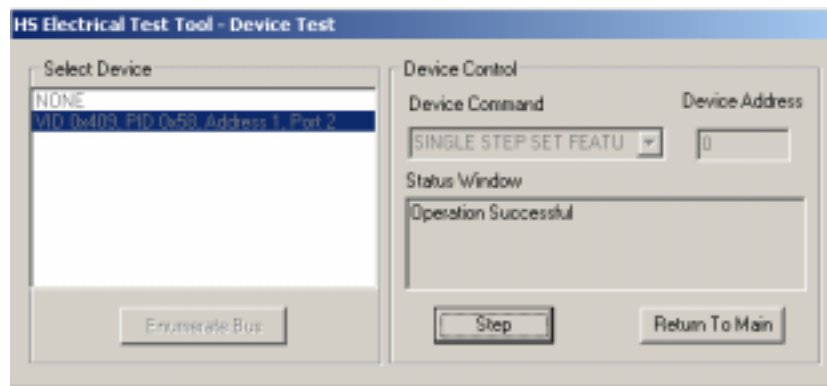 HS Electrical Test Tool - Device Test
Select Device
NONE
VID 0x409, PID 0x58, Address 1, Port 2
Enumerate Bus
Device Control
Device Command
Device Address
SINGLE STEP SET FEATU
0
Status Window
Operation Successful
Step
Return To Main